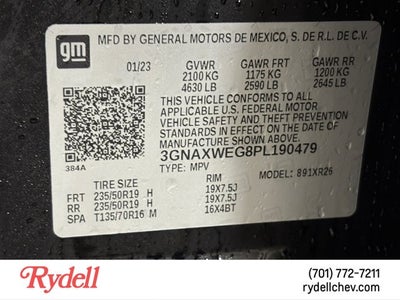 gm
MFD BY GENERAL MOTORS DE MEXICO, S. DE R.L. DE C.V.
01/23 GVWR GAWR FRT GAWR RR
2100 KG 1175 KG 1200 KG
4630 LB 2590 LB 2645 LB
THIS VEHICLE CONFORMS TO ALL
APPLICABLE U.S. FEDERAL MOTOR
VEHICLE SAFETY AND THEFT PREVENTION
STANDARDS IN EFFECT ON THE DATE OF
MANUFACTURE SHOWN ABOVE.
384A
3GNAXWEG8PL190479
TYPE: MPV 891XR26
TIRE SIZE RIM
FRT 235/50R19 H 19X7.5J
RR 235/50R19 H 19X7.5J
SPA T135/70R16 M 16X4BT
Rydell
(701) 772-7211
rydellchev.com